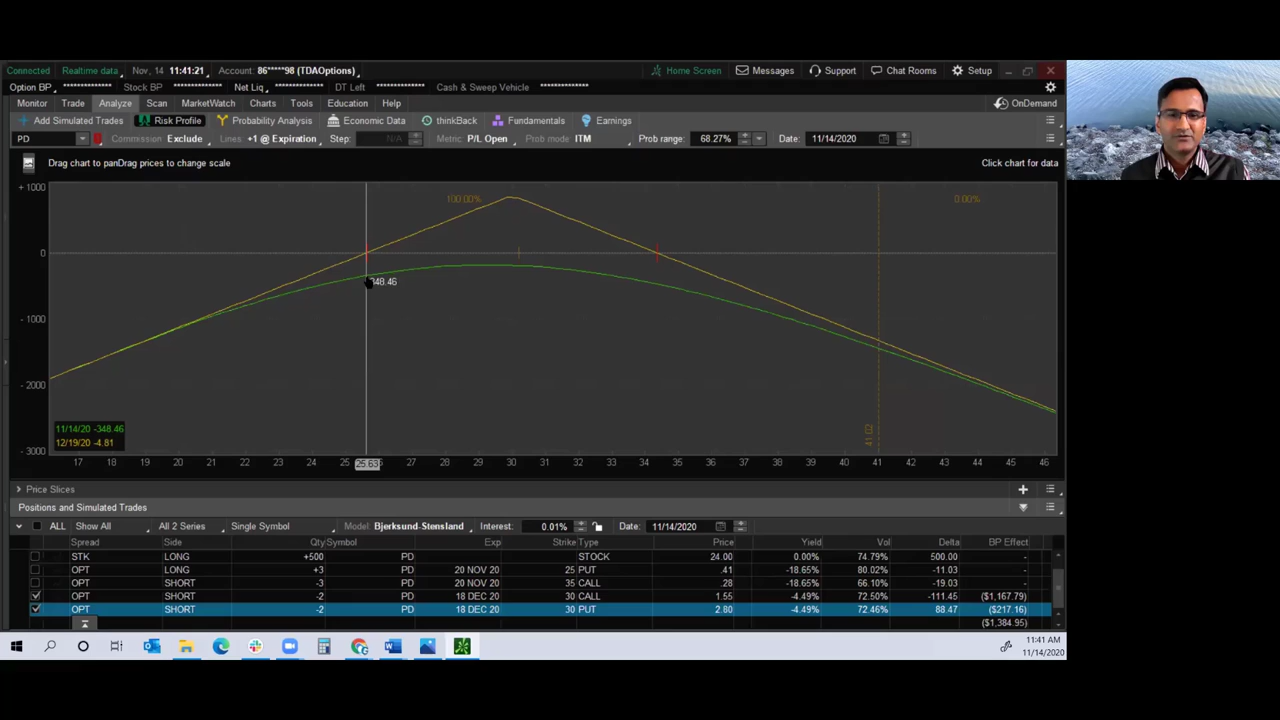 Connected Realtime data Nov, 14 11:41:21 Account: 86*****98 (TDAOptions) Home Screen Messages Support Chat Rooms Setup
Option BP Stock BP Net Liq DT Left Cash & Sweep Vehicle
Monitor Trade Analyze Scan MarketWatch Charts Tools Education Help OnDemand
Add Simulated Trades Risk Profile Probability Analysis Economic Data thinkBack Fundamentals Earnings
PD Commission Exclude Lines +1 @ Expiration Step: N/A Metric: P/L Open Prob mode: ITM Prob range: 68.27% Date: 11/14/2020
Drag chart to panDrag prices to change scale Click chart for data
+ 1000
100.00% 0.00%
0
348.46
- 1000
- 2000
41.02
11/14/20 -348.46
12/19/20 -4.81
- 3000
17 18 19 20 21 22 23 24 25 25.63 27 28 29 30 31 32 33 34 35 36 37 38 39 40 41 42 43 44 45 46
Price Slices
Positions and Simulated Trades
ALL Show All All 2 Series Single Symbol Model: Bjerksund-Stensland Interest: 0.01% Date: 11/14/2020
Spread Side Qty Symbol Exp Strike Type Price Yield Vol Delta BP Effect
STK LONG +500 PD STOCK 24.00 0.00% 74.79% 500.00 -
OPT LONG +3 PD 20 NOV 20 25 PUT .41 -18.65% 80.02% -11.03 -
OPT SHORT -3 PD 20 NOV 20 35 CALL .28 -18.65% 66.10% -19.03 -
OPT SHORT -2 PD 18 DEC 20 30 CALL 1.55 -4.49% 72.50% -111.45 ($1,167.79)
OPT SHORT -2 PD 18 DEC 20 30 PUT 2.80 -4.49% 72.46% 88.47 ($217.16)
($1,384.95)
11:41 AM
11/14/2020